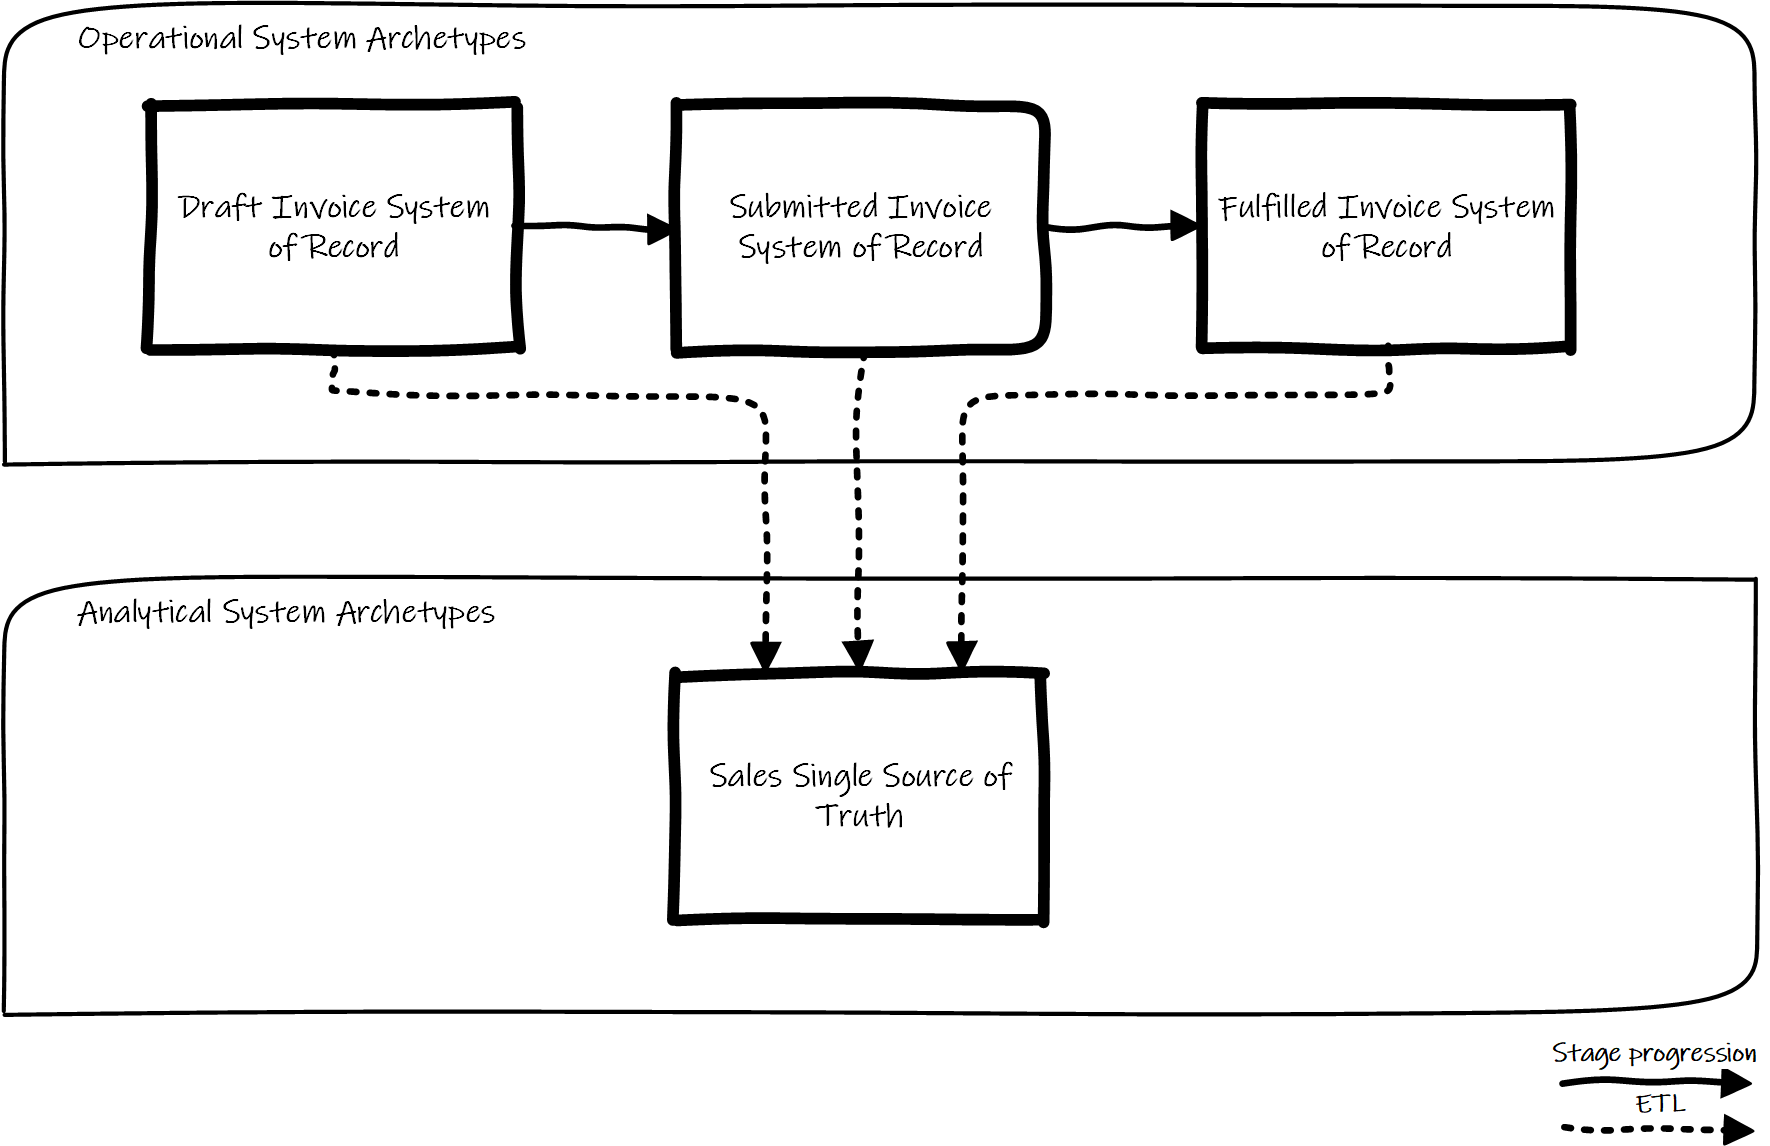 Operational System Archetypes
Draft Invoice System
of Record
Submitted Invoice
System of Record
Fulfilled Invoice System
of Record
Analytical System Archetypes
Sales Single Source of
Truth
Stage progression
ETL